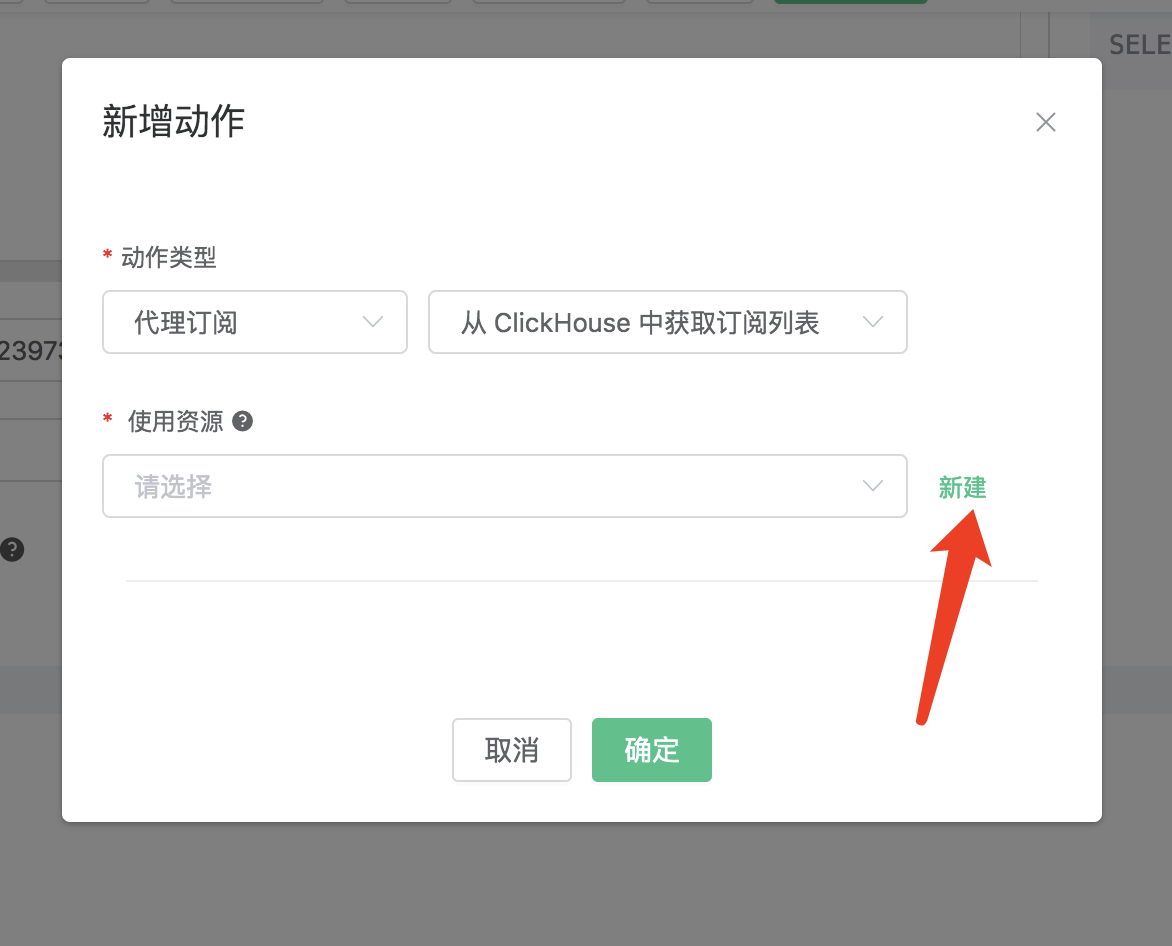 SELE
新增动作
* 动作类型
代理订阅
从 ClickHouse 中获取订阅列表
23973
* 使用资源 ?
请选择
新建
?
取消
确定